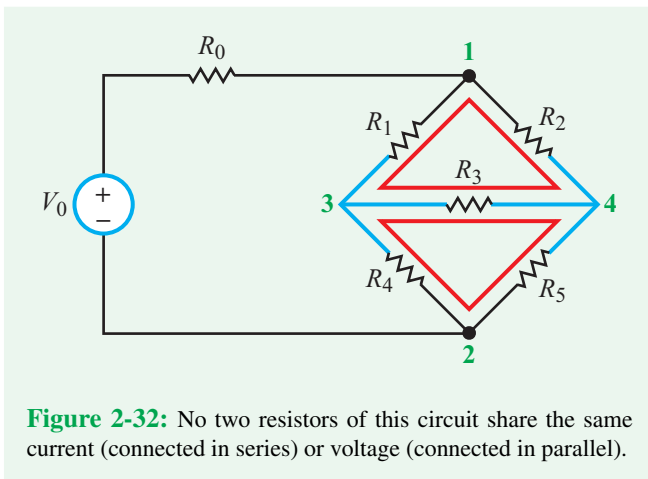 R0
1
R1
R2
R3
V0
+
−
3
4
R4
R5
2
Figure 2-32: No two resistors of this circuit share the same
current (connected in series) or voltage (connected in parallel).